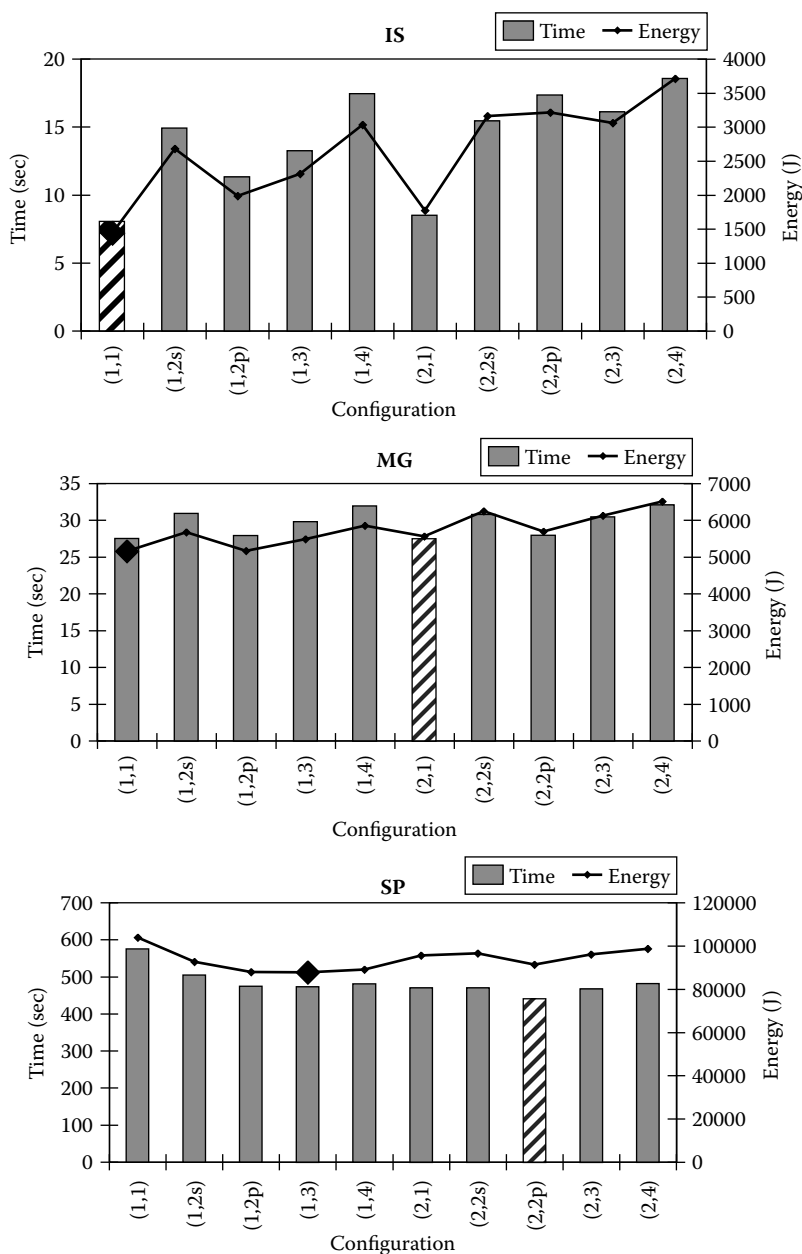 IS
Time Energy
20
15
10
5
0
Time (sec)
4000
3500
3000
2500
2000
1500
1000
500
0
Energy (J)
(1,1) (1,2s) (1,2p) (1,3) (1,4) (2,1) (2,2s) (2,2p) (2,3) (2,4)
Configuration
MG
Time Energy
35
30
25
20
15
10
5
0
Time (sec)
7000
6000
5000
4000
3000
2000
1000
0
Energy (J)
(1,1) (1,2s) (1,2p) (1,3) (1,4) (2,1) (2,2s) (2,2p) (2,3) (2,4)
Configuration
SP
Time Energy
700
600
500
400
300
200
100
0
Time (sec)
120000
100000
80000
60000
40000
20000
0
Energy (J)
(1,1) (1,2s) (1,2p) (1,3) (1,4) (2,1) (2,2s) (2,2p) (2,3) (2,4)
Configuration